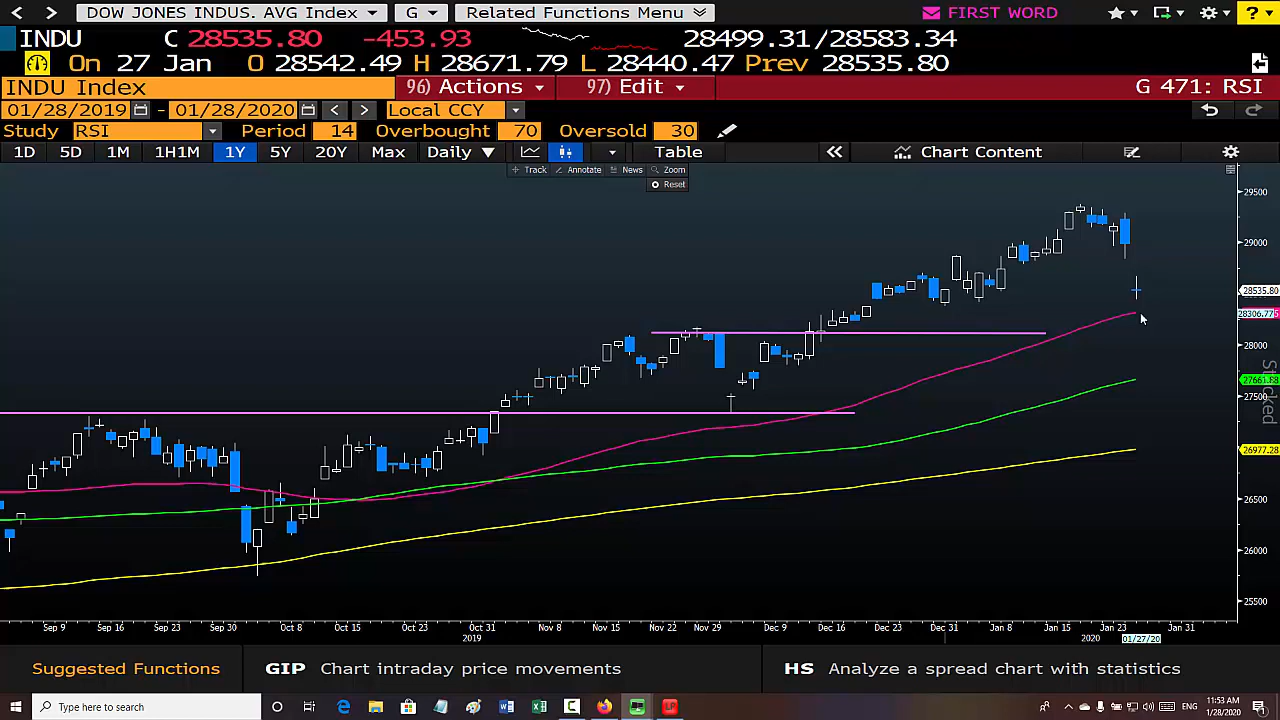 DOW JONES INDUS. AVG Index G Related Functions Menu FIRST WORD ?
INDU C 28535.80 -453.93 28499.31/28583.34
On 27 Jan O 28542.49 H 28671.79 L 28440.47 Prev 28535.80
INDU Index 96) Actions 97) Edit G 471: RSI
01/28/2019 - 01/28/2020 Local CCY
Study RSI Period 14 Overbought 70 Oversold 30
1D 5D 1M 1H1M 1Y 5Y 20Y Max Daily Table Chart Content
Track Annotate News Zoom
Reset
29500
29000
28535.80
28306.775
28000
27661.88
27500
26977.28
26500
26000
25500
Stocked
Sep 9 Sep 16 Sep 23 Sep 30 Oct 8 Oct 15 Oct 23 Oct 31 Nov 8 Nov 15 Nov 22 Nov 29 Dec 9 Dec 16 Dec 23 Dec 31 Jan 8 Jan 15 Jan 23 Jan 31
2019 2020 01/27/20
Suggested Functions GIP Chart intraday price movements HS Analyze a spread chart with statistics
Type here to search
ENG
11:53 AM
1/28/2020